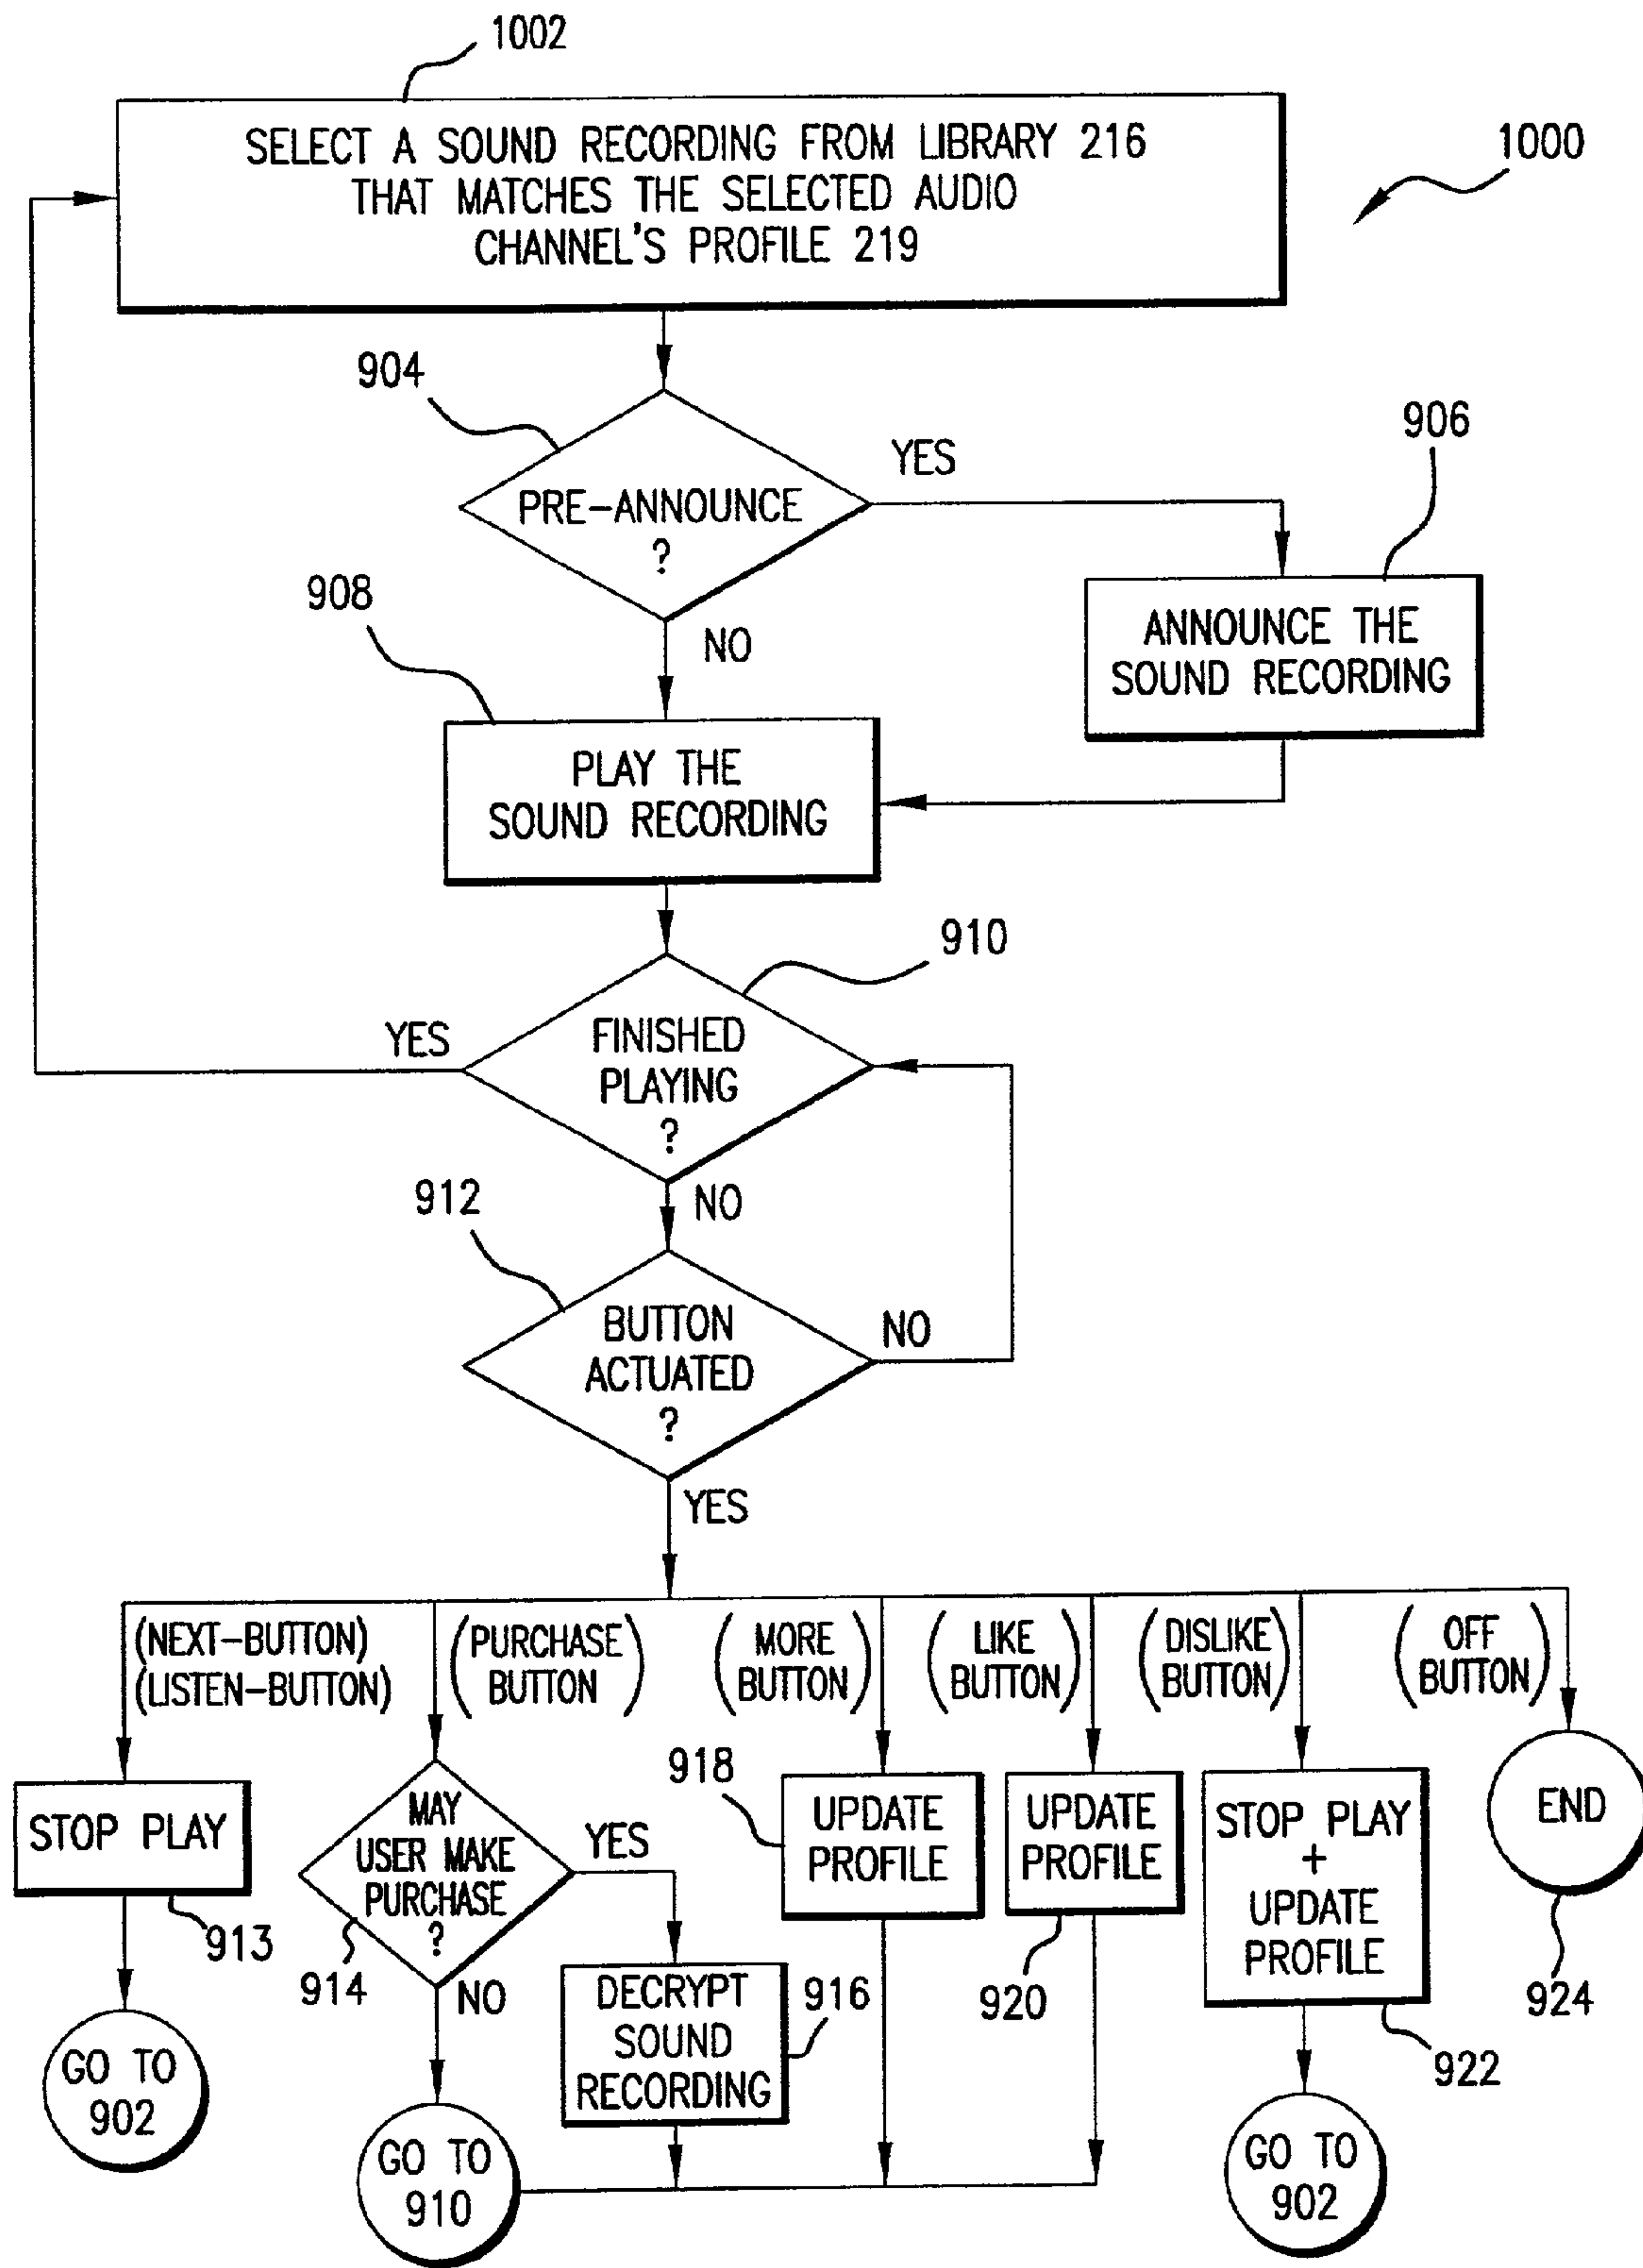 1002
SELECT A SOUND RECORDING FROM LIBRARY 216
THAT MATCHES THE SELECTED AUDIO
CHANNEL'S PROFILE 219
1000
904
PRE-ANNOUNCE
?
YES
NO
906
ANNOUNCE THE
SOUND RECORDING
908
PLAY THE
SOUND RECORDING
910
FINISHED
PLAYING
?
YES
NO
912
BUTTON
ACTUATED
?
NO
YES
(NEXT-BUTTON)
(LISTEN-BUTTON)
(PURCHASE
BUTTON)
(MORE
BUTTON)
(LIKE
BUTTON)
(DISLIKE
BUTTON)
(OFF
BUTTON)
STOP PLAY
913
GO TO
902
MAY
USER MAKE
PURCHASE
?
914
YES
NO
DECRYPT
SOUND
RECORDING
916
GO TO
910
918
UPDATE
PROFILE
UPDATE
PROFILE
920
STOP PLAY
+
UPDATE
PROFILE
922
GO TO
902
END
924